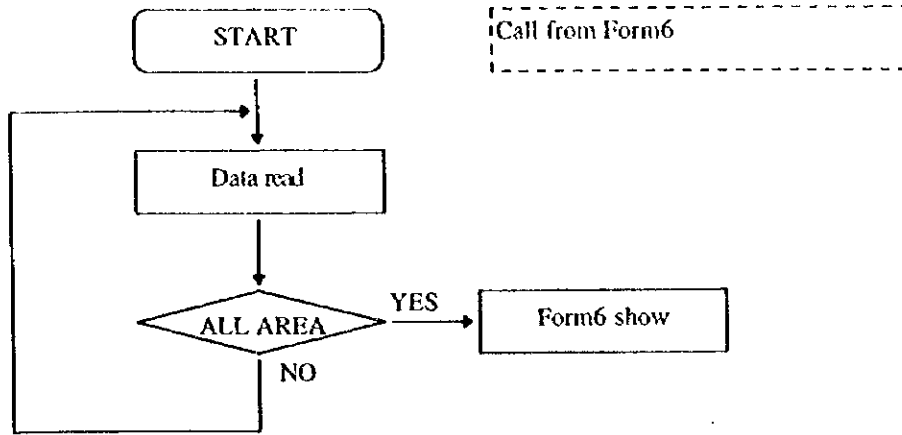 START
Call from Form6
Data read
ALL AREA
YES
Form6 show
NO